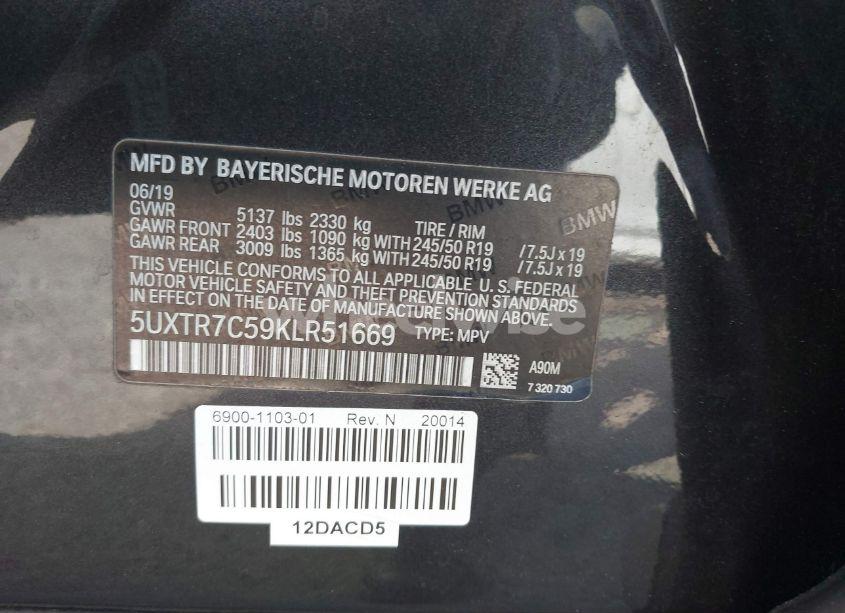 MFD BY BAYERISCHE MOTOREN WERKE AG
06/19
GVWR 5137 lbs 2330 kg TIRE / RIM
GAWR FRONT 2403 lbs 1090 kg WITH 245/50 R19 / 7.5J x 19
GAWR REAR 3009 lbs 1365 kg WITH 245/50 R19 / 7.5J x 19
THIS VEHICLE CONFORMS TO ALL APPLICABLE U. S. FEDERAL
MOTOR VEHICLE SAFETY AND THEFT PREVENTION STANDARDS
IN EFFECT ON THE DATE OF MANUFACTURE SHOWN ABOVE.
5UXTR7C59KLR51669 TYPE: MPV
A90M
7 320 730
6900-1103-01 Rev. N 20014
12DACD5
BMW
BMW
BMW